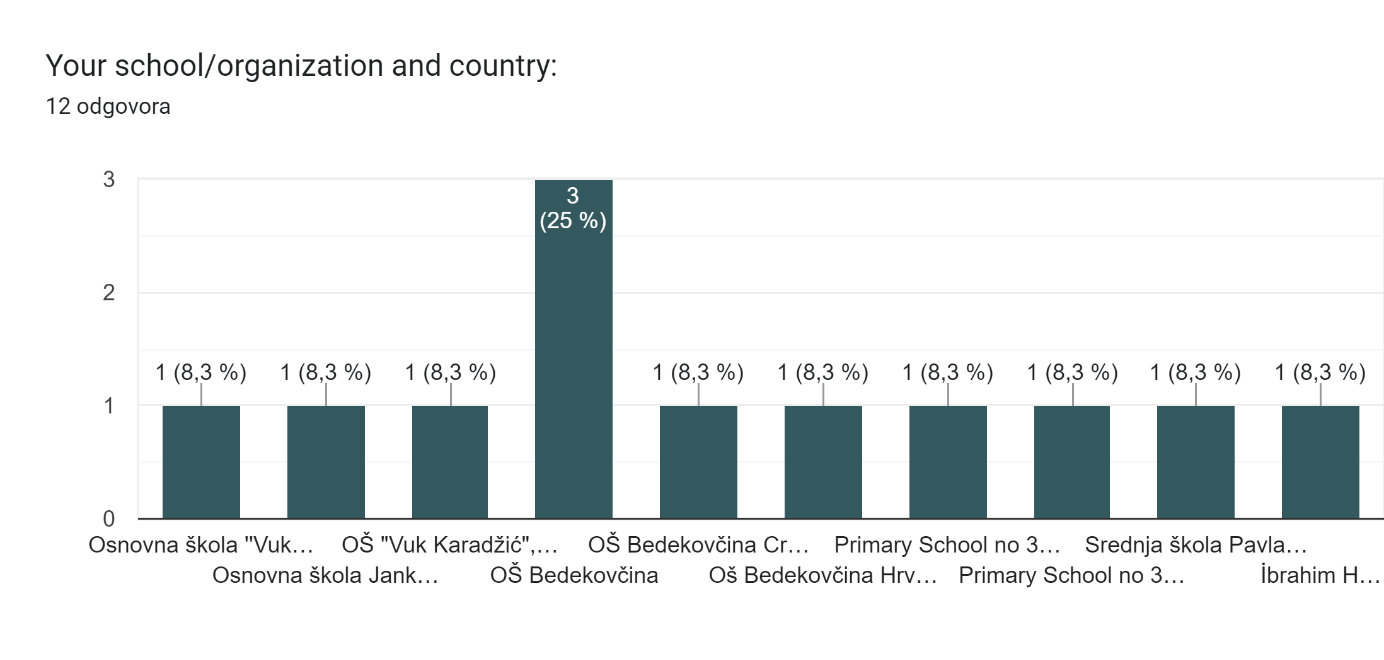 Your school/organization and country:
12 odgovora
3
3
(25 %)
2
1 (8,3 %) 1 (8,3 %) 1 (8,3 %) 1 (8,3 %) 1 (8,3 %) 1 (8,3 %) 1 (8,3 %) 1 (8,3 %) 1 (8,3 %)
1
0
Osnovna škola "Vuk… OŠ "Vuk Karadžić",… OŠ Bedekovčina Cr… Primary School no 3… Srednja škola Pavla…
Osnovna škola Jank… OŠ Bedekovčina Oš Bedekovčina Hrv… Primary School no 3… İbrahim H…